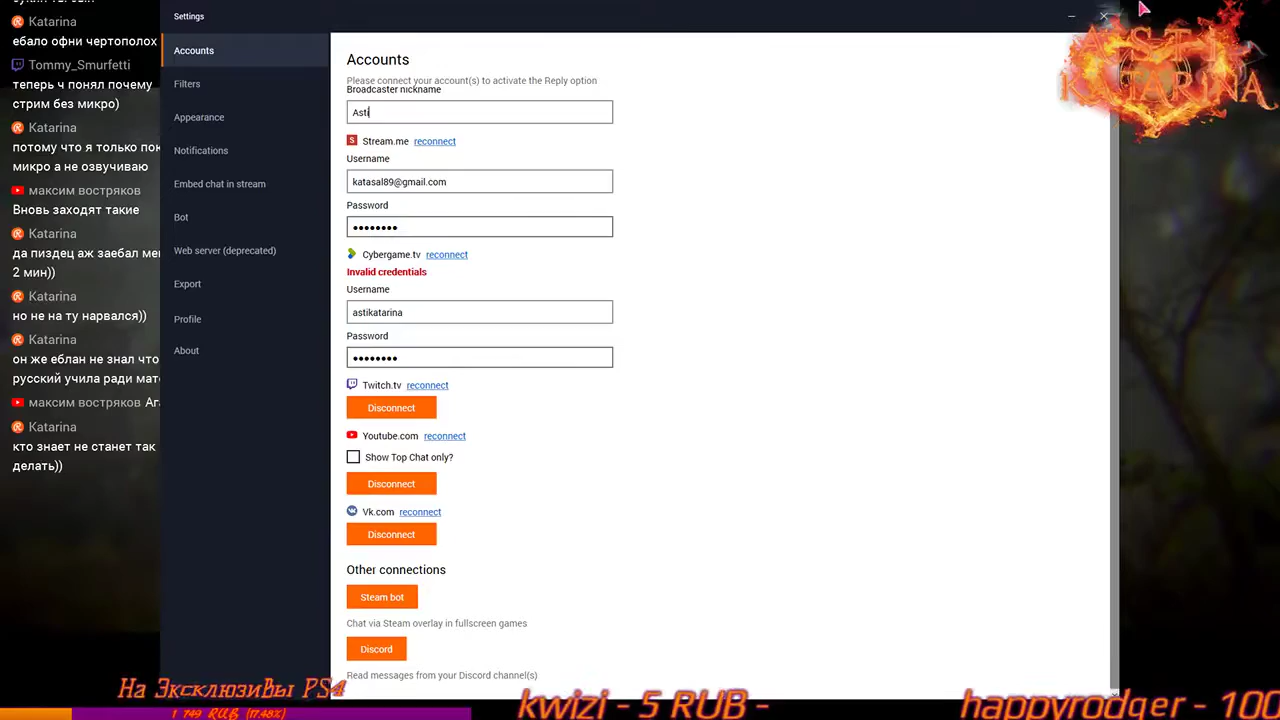 Settings
Katarina
ебало офни чертополох
Tommy_Smurfetti
теперь ч понял почему
стрим без микро)
Katarina
потому что я только пок
микро а не озвучиваю
максим востряков
Вновь заходят такие
Katarina
да пиздец аж заебал ме
2 мин))
Katarina
но не на ту нарвался))
Katarina
он же еблан не знал что
русский учила ради мат
максим востряков Ага
Katarina
кто знает не станет так
делать))
Accounts
Filters
Appearance
Notifications
Embed chat in stream
Bot
Web server (deprecated)
Export
Profile
About
Accounts
Please connect your account(s) to activate the Reply option
Broadcaster nickname
Asti
Stream.me reconnect
Username
katasal89@gmail.com
Password
Cybergame.tv reconnect
Invalid credentials
Username
astikatarina
Password
Twitch.tv reconnect
Disconnect
Youtube.com reconnect
Show Top Chat only?
Disconnect
Vk.com reconnect
Disconnect
Other connections
Steam bot
Chat via Steam overlay in fullscreen games
Discord
Read messages from your Discord channel(s)
ASTI
KATARINA
На Эксклюзивы PS4
1 749 RUB (17.48%)
kwizi - 5 RUB -
happyrodger - 100